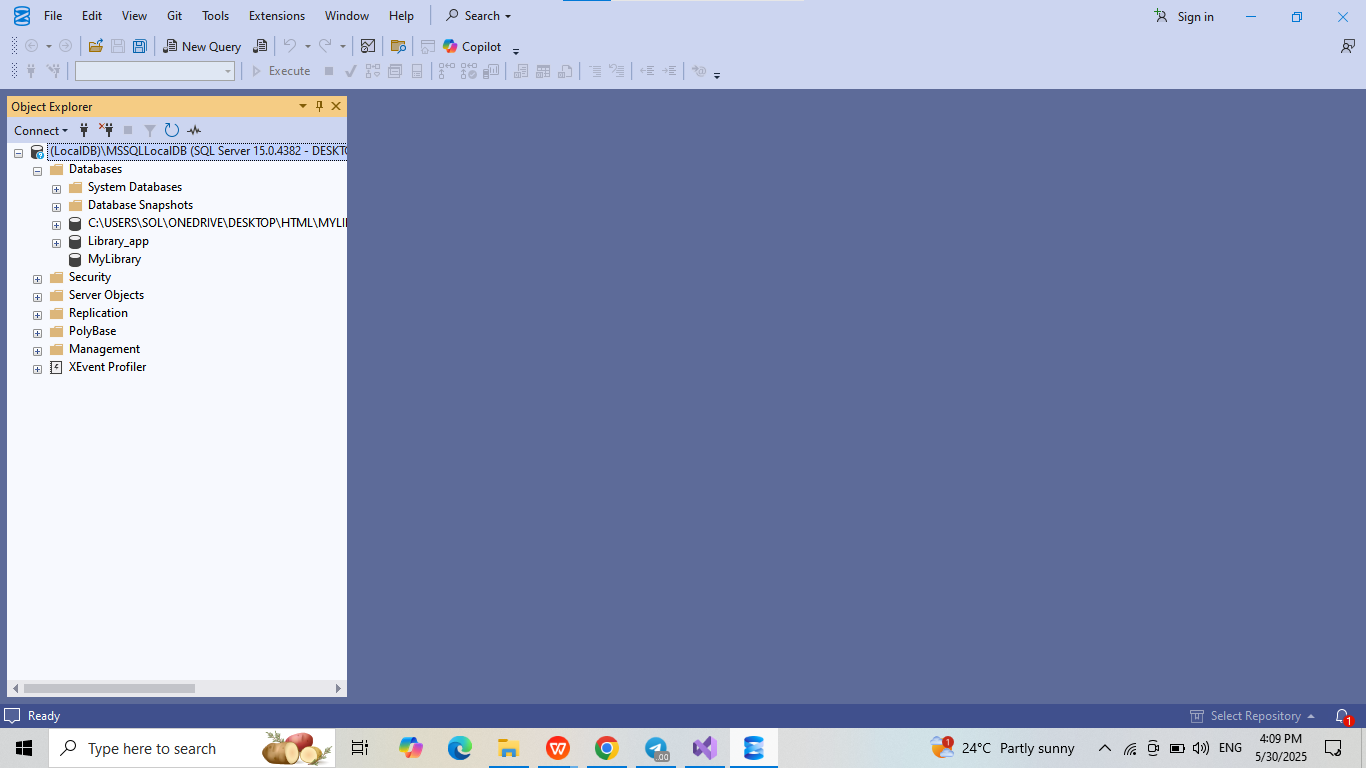 File Edit View Git Tools Extensions Window Help Search Sign in
New Query Copilot
Execute
Object Explorer
Connect
(LocalDB)\MSSQLLocalDB (SQL Server 15.0.4382 - DESKT
Databases
System Databases
Database Snapshots
C:\USERS\SOL\ONEDRIVE\DESKTOP\HTML\MYLI
Library_app
MyLibrary
Security
Server Objects
Replication
PolyBase
Management
XEvent Profiler
Ready Select Repository 1
Type here to search .00 1 24°C Partly sunny ENG 4:09 PM
5/30/2025